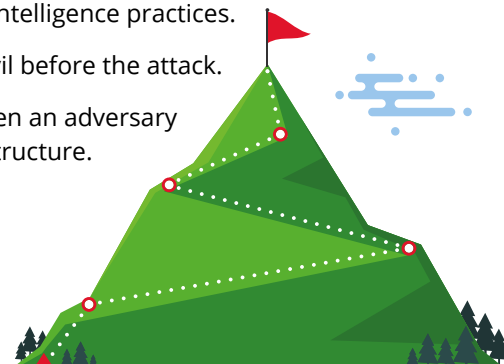 ntelligence practices.
il before the attack.
en an adversary
tructure.